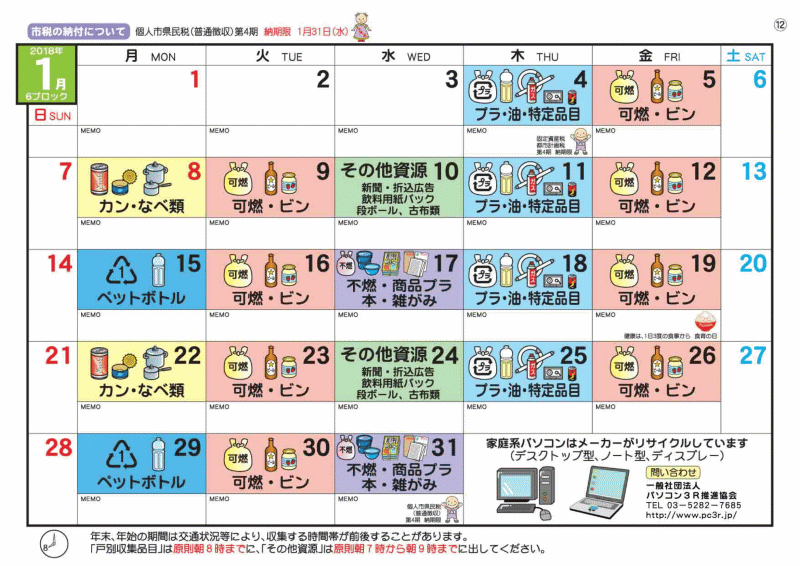 市税の納付について 個人市県民税(普通徴収)第4期 納期限 1月31日(水)
⑫
2018年
1月
6ブロック
日 SUN
月 MON
火 TUE
水 WED
木 THU
金 FRI
土 SAT
1
2
3
4
プラ・油・特定品目
5
可燃
可燃・ビン
6
MEMO
MEMO
MEMO
MEMO
固定資産税
都市計画税
第4期 納期限
MEMO
7
8
カン・なべ類
9
可燃
可燃・ビン
その他資源 10
新聞・折込広告
飲料用紙パック
段ボール、古布類
11
プラ・油・特定品目
12
可燃
可燃・ビン
13
MEMO
MEMO
MEMO
MEMO
MEMO
14
1
15
ペットボトル
16
可燃
可燃・ビン
不燃
17
不燃・商品プラ
本・雑がみ
18
プラ・油・特定品目
19
可燃
可燃・ビン
20
MEMO
MEMO
MEMO
MEMO
MEMO
健康は、1日3度の食事から 食育の日
21
22
カン・なべ類
23
可燃
可燃・ビン
その他資源 24
新聞・折込広告
飲料用紙パック
段ボール、古布類
25
プラ・油・特定品目
26
可燃
可燃・ビン
27
MEMO
MEMO
MEMO
MEMO
MEMO
28
1
29
ペットボトル
30
可燃
可燃・ビン
不燃
31
不燃・商品プラ
本・雑がみ
MEMO
MEMO
MEMO
個人市県民税
(普通徴収)
第4期 納期限
家庭系パソコンはメーカーがリサイクルしています
(デスクトップ型、ノート型、ディスプレー)
問い合わせ
一般社団法人
パソコン3R推進協会
TEL 03-5282-7685
http://www.pc3r.jp/
8
年末、年始の期間は交通状況等により、収集する時間帯が前後することがあります。
「戸別収集品目」は原則朝8時までに、「その他資源」は原則朝7時から朝9時までに出してください。